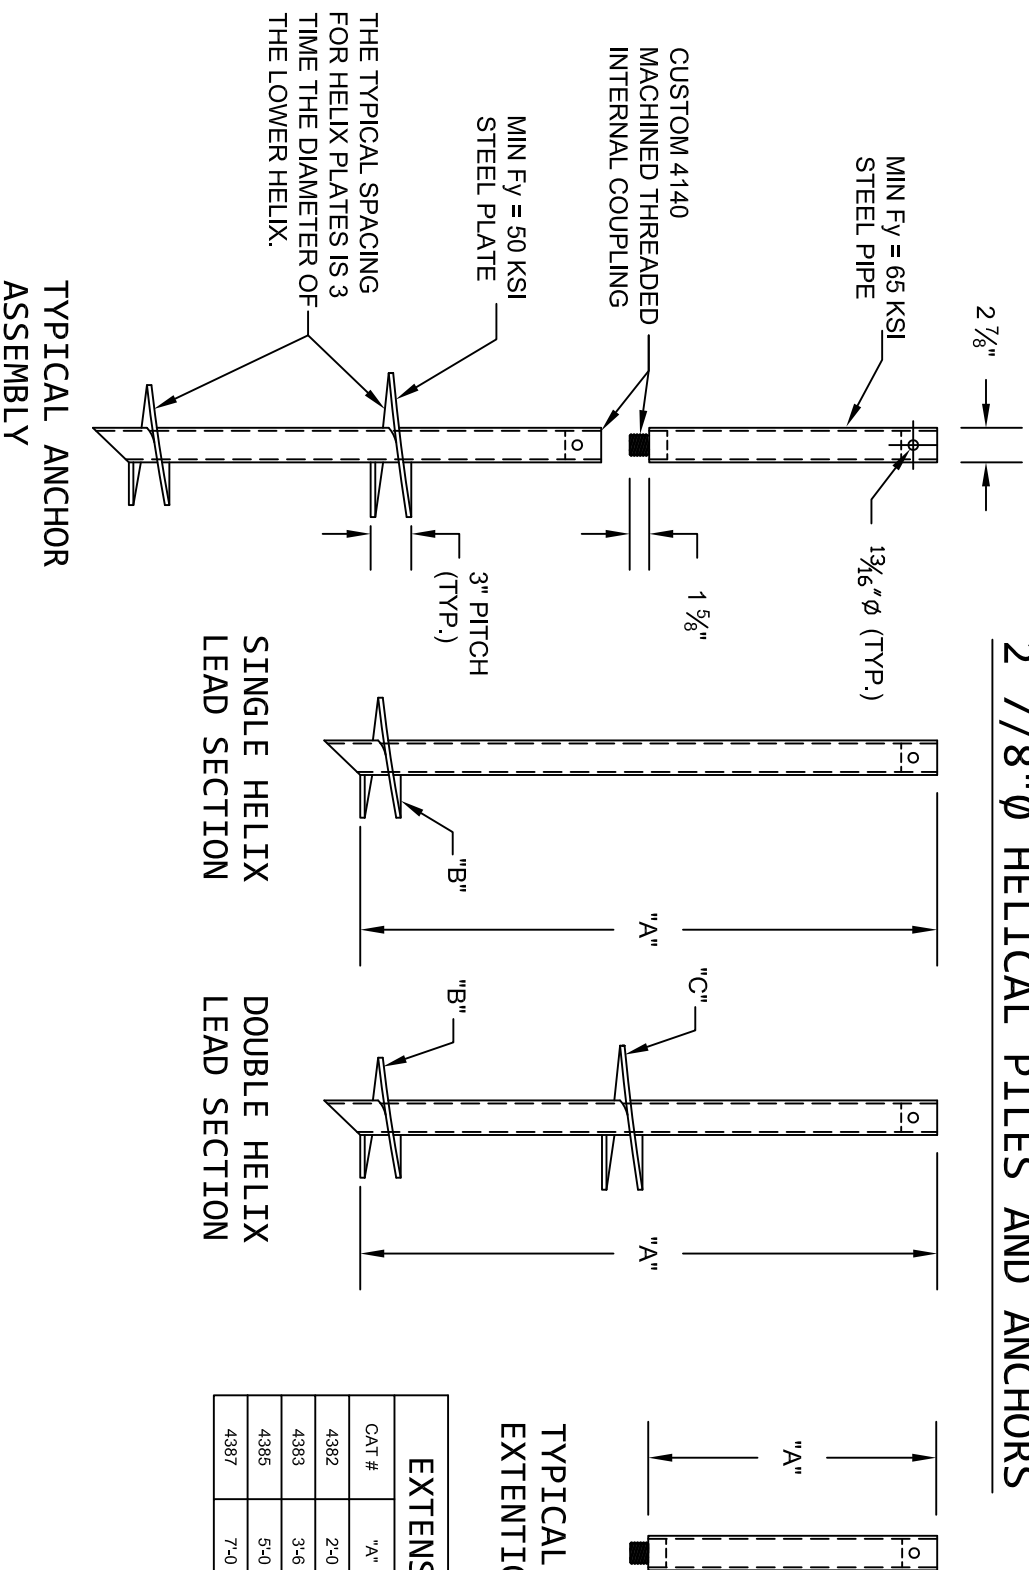 2 7/8"Ø HELICAL PILES AND ANCHORS
2 7/8"
MIN Fy = 65 KSI
STEEL PIPE
13/16"Ø (TYP.)
CUSTOM 4140
MACHINED THREADED
INTERNAL COUPLING
1 5/8"
MIN Fy = 50 KSI
STEEL PLATE
3" PITCH
(TYP.)
THE TYPICAL SPACING
FOR HELIX PLATES IS 3
TIME THE DIAMETER OF
THE LOWER HELIX.
TYPICAL ANCHOR
ASSEMBLY
"B"
"A"
SINGLE HELIX
LEAD SECTION
"C"
"B"
"A"
DOUBLE HELIX
LEAD SECTION
"A"
TYPICAL
EXTENTIO
EXTENS
CAT # "A"
4382 2'-0
4383 3'-6
4385 5'-0
4387 7'-0